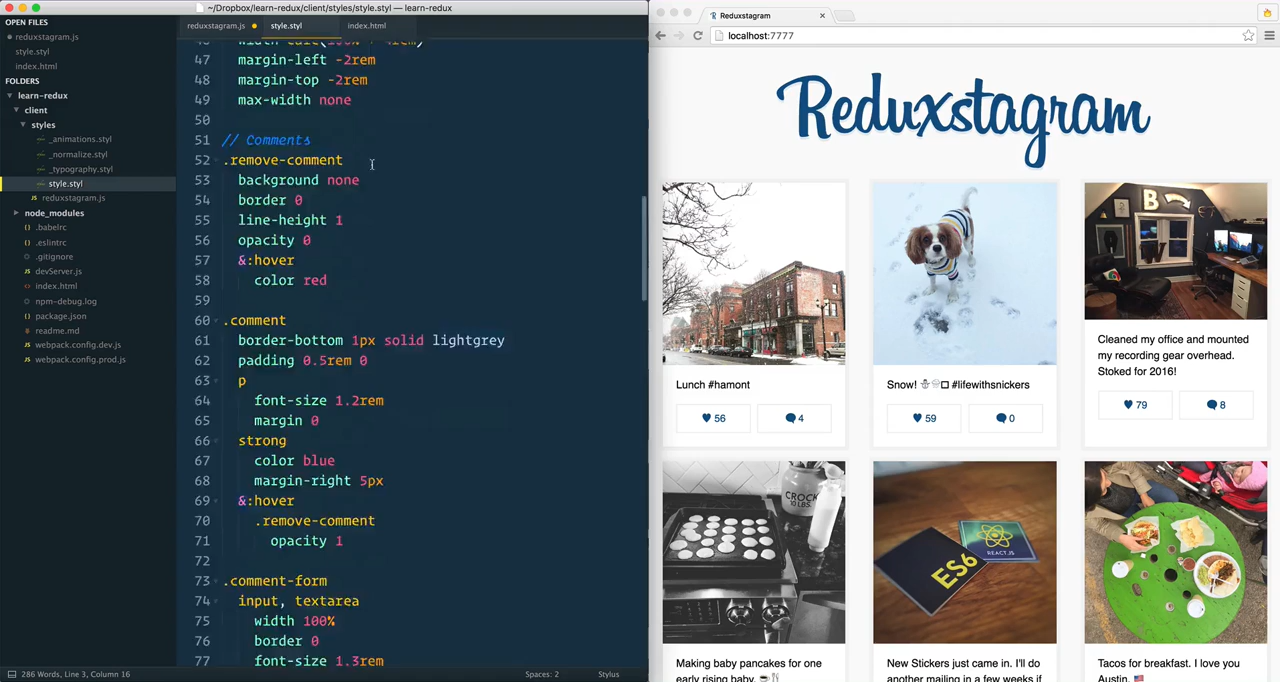 ~/Dropbox/learn-redux/client/styles/style.styl — learn-redux
OPEN FILES
reduxstagram.js
style.styl
index.html
FOLDERS
learn-redux
client
styles
_animations.styl
_normalize.styl
_typography.styl
style.styl
reduxstagram.js
node_modules
.babelrc
.eslintrc
.gitignore
devServer.js
index.html
npm-debug.log
package.json
readme.md
webpack.config.dev.js
webpack.config.prod.js
reduxstagram.js
style.styl
index.html
47 margin-left -2rem
48 margin-top -2rem
49 max-width none
50
51 // Comments
52 .remove-comment
53 background none
54 border 0
55 line-height 1
56 opacity 0
57 &:hover
58 color red
59
60 .comment
61 border-bottom 1px solid lightgrey
62 padding 0.5rem 0
63 p
64 font-size 1.2rem
65 margin 0
66 strong
67 color blue
68 margin-right 5px
69 &:hover
70 .remove-comment
71 opacity 1
72
73 .comment-form
74 input, textarea
75 width 100%
76 border 0
77 font-size 1.3rem
286 Words, Line 3, Column 16
Spaces: 2
Stylus
Reduxstagram
localhost:7777
Reduxstagram
B
Lunch #hamont
56
4
Snow! #lifewithsnickers
59
0
Cleaned my office and mounted
my recording gear overhead.
Stoked for 2016!
79
8
CROCK
10 LBS.
ES6
REACT.JS
Making baby pancakes for one
early rising baby.
New Stickers just came in. I'll do
another mailing in a few weeks if
Tacos for breakfast. I love you
Austin.